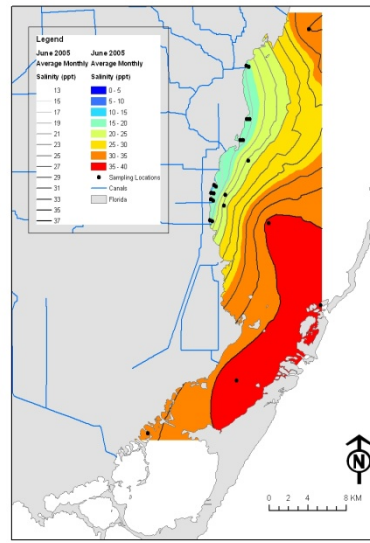 Legend
June 2005 June 2005
Average Monthly Average Monthly
Salinity (ppt) Salinity (ppt)
13 0 - 5
15 5 - 10
17 10 - 15
19 15 - 20
21 20 - 25
23 25 - 30
25 30 - 35
27 35 - 40
29 Sampling Locations
31 Canals
33 Florida
35
37
N
0 2 4 8 KM